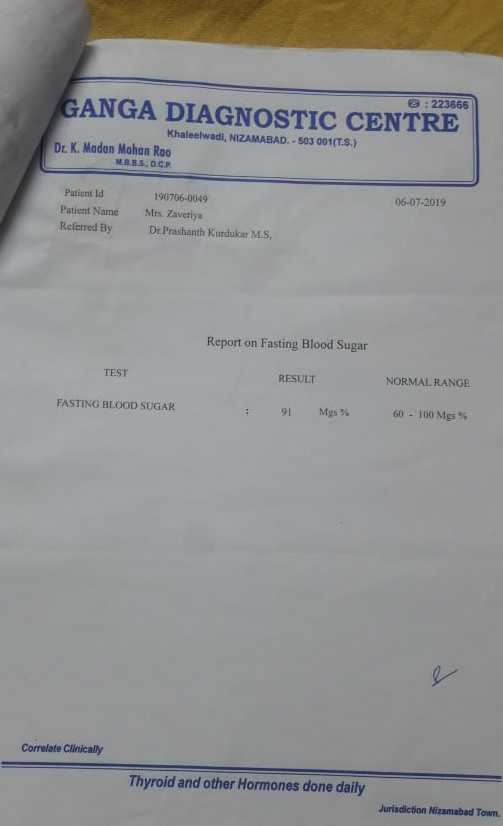 ☎ : 223666
GANGA DIAGNOSTIC CENTRE
Khaleelwadi, NIZAMABAD. - 503 001(T.S.)
Dr. K. Madan Mohan Rao
M.B.B.S., D.C.P.
Patient Id 190706-0049 06-07-2019
Patient Name Mrs. Zaveriya
Referred By Dr.Prashanth Kurdukar M.S,
Report on Fasting Blood Sugar
TEST RESULT NORMAL RANGE
FASTING BLOOD SUGAR : 91 Mgs % 60 - 100 Mgs %
Correlate Clinically
Thyroid and other Hormones done daily
Jurisdiction Nizamabad Town.